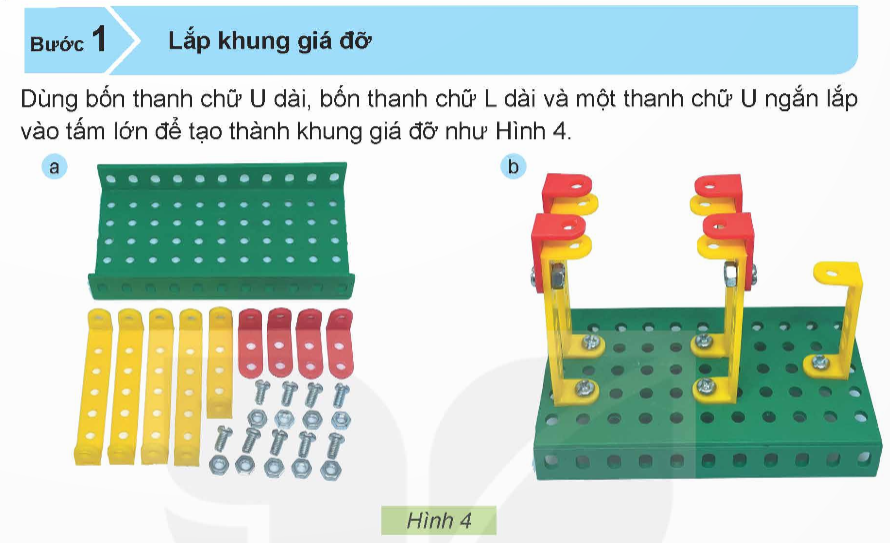 Bước 1 Lắp khung giá đỡ
Dùng bốn thanh chữ U dài, bốn thanh chữ L dài và một thanh chữ U ngắn lắp
vào tấm lớn để tạo thành khung giá đỡ như Hình 4.
a b
Hình 4